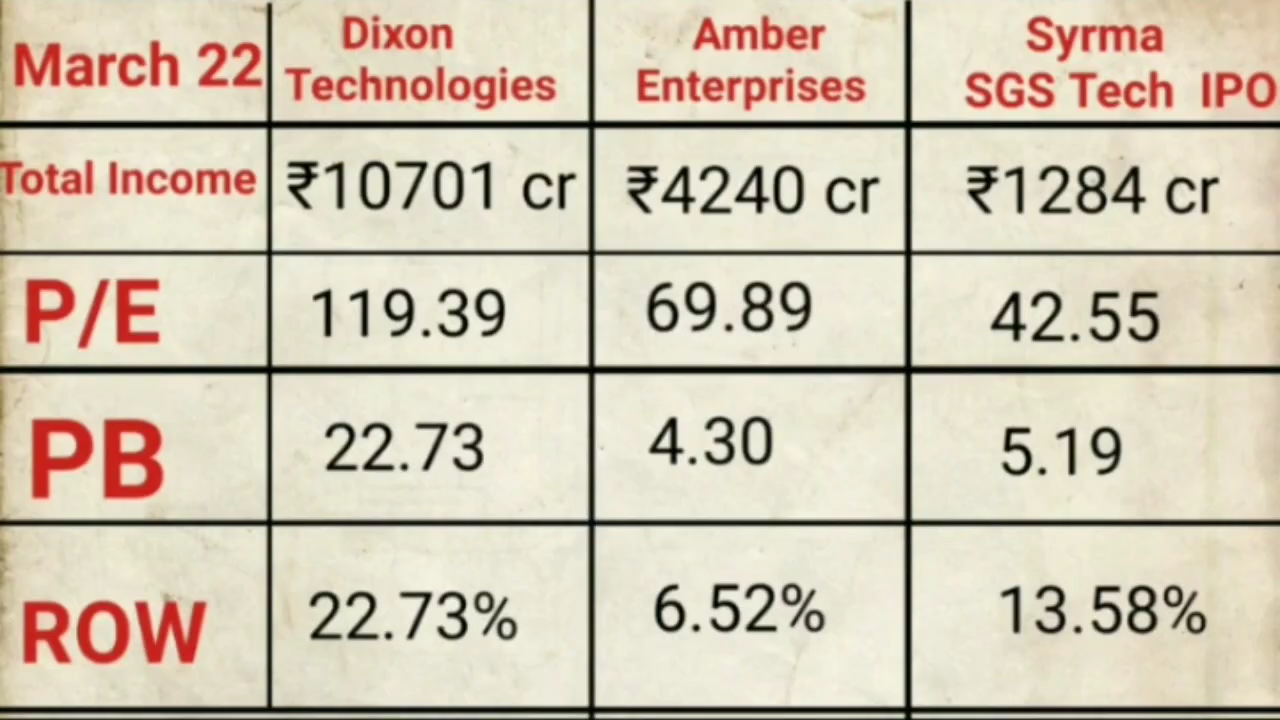 March 22
Dixon
Technologies
Amber
Enterprises
Syrma
SGS Tech IPO
Total Income
₹10701 cr
₹4240 cr
₹1284 cr
P/E
119.39
69.89
42.55
PB
22.73
4.30
5.19
ROW
22.73%
6.52%
13.58%